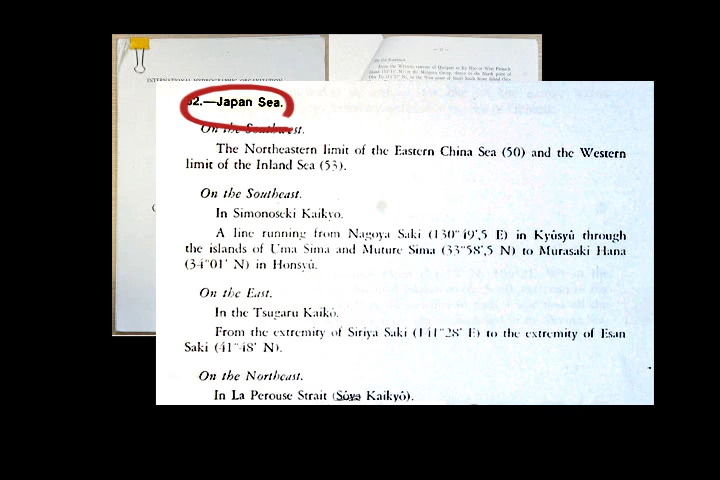 INTERNATIONAL HYDROGRAPHIC ORGANIZATION
52.—Japan Sea.
On the Southwest.
The Northeastern limit of the Eastern China Sea (50) and the Western
limit of the Inland Sea (53).
On the Southeast.
In Simonoseki Kaikyo.
A line running from Nagoya Saki (130°49',5 E) in Kyûsyû through
the islands of Uma Sima and Muture Sima (33°58',5 N) to Murasaki Hana
(34°01' N) in Honsyû.
On the East.
In the Tsugaru Kaikô.
From the extremity of Siriya Saki (141°28' E) to the extremity of Esan
Saki (41°48' N).
On the Northeast.
In La Perouse Strait (Sôya Kaikyô).